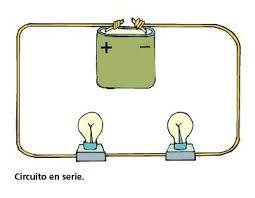 + −
Circuito en serie.